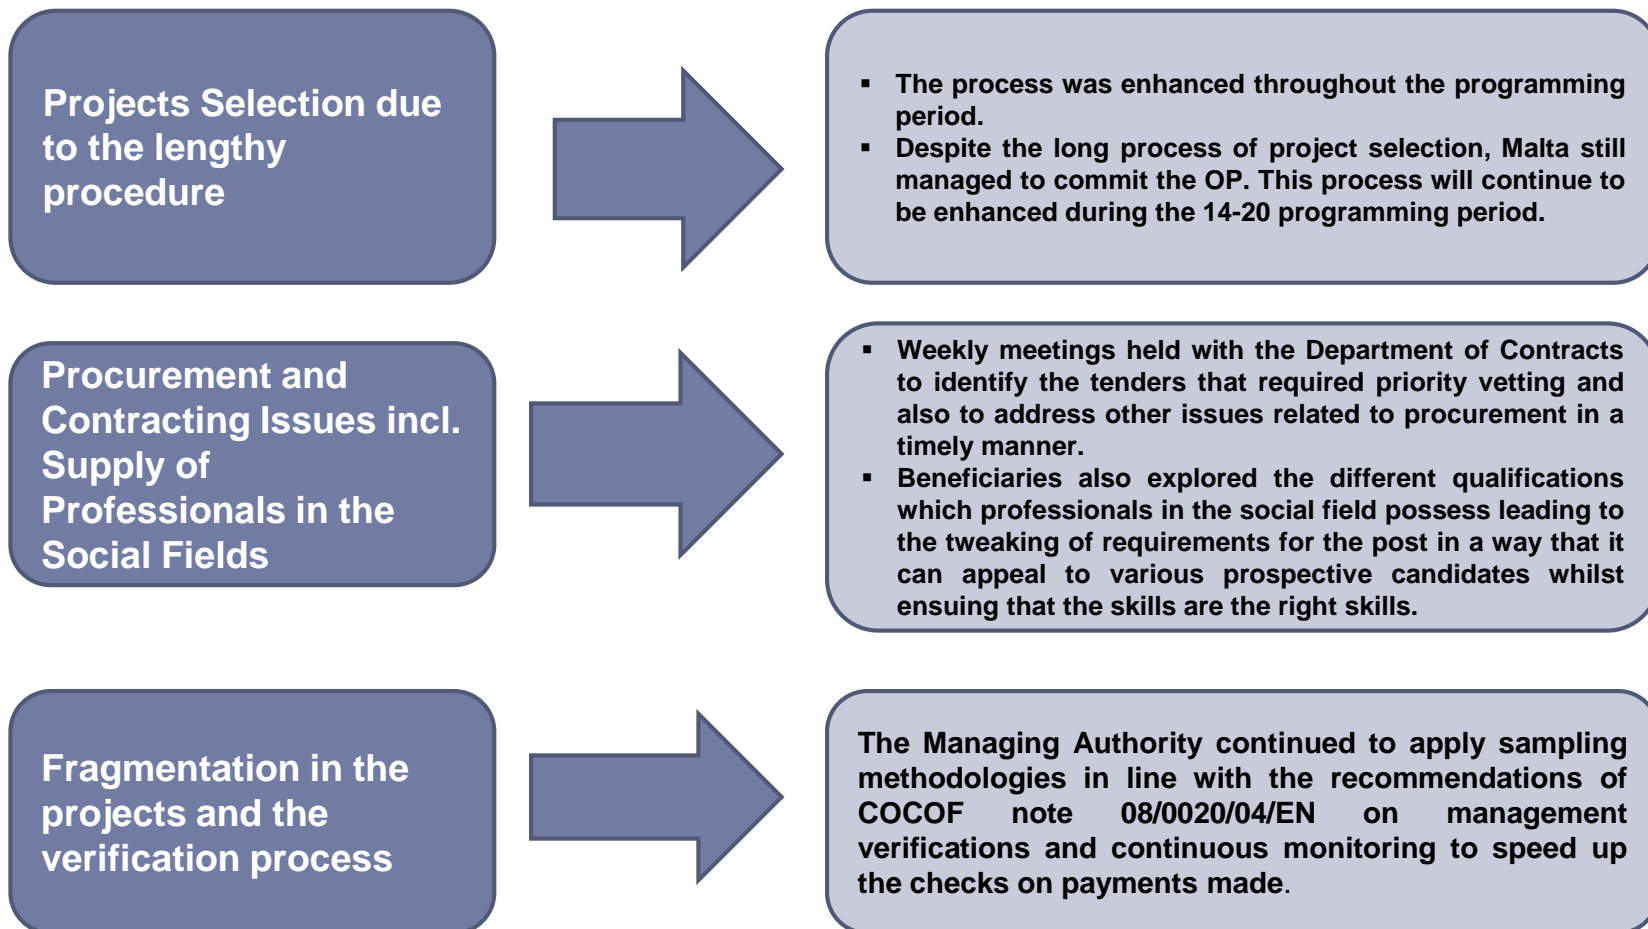 Projects Selection due
to the lengthy
procedure
▪ The process was enhanced throughout the programming
period.
▪ Despite the long process of project selection, Malta still
managed to commit the OP. This process will continue to
be enhanced during the 14-20 programming period.
Procurement and
Contracting Issues incl.
Supply of
Professionals in the
Social Fields
▪ Weekly meetings held with the Department of Contracts
to identify the tenders that required priority vetting and
also to address other issues related to procurement in a
timely manner.
▪ Beneficiaries also explored the different qualifications
which professionals in the social field possess leading to
the tweaking of requirements for the post in a way that it
can appeal to various prospective candidates whilst
ensuing that the skills are the right skills.
Fragmentation in the
projects and the
verification process
The Managing Authority continued to apply sampling
methodologies in line with the recommendations of
COCOF note 08/0020/04/EN on management
verifications and continuous monitoring to speed up
the checks on payments made.